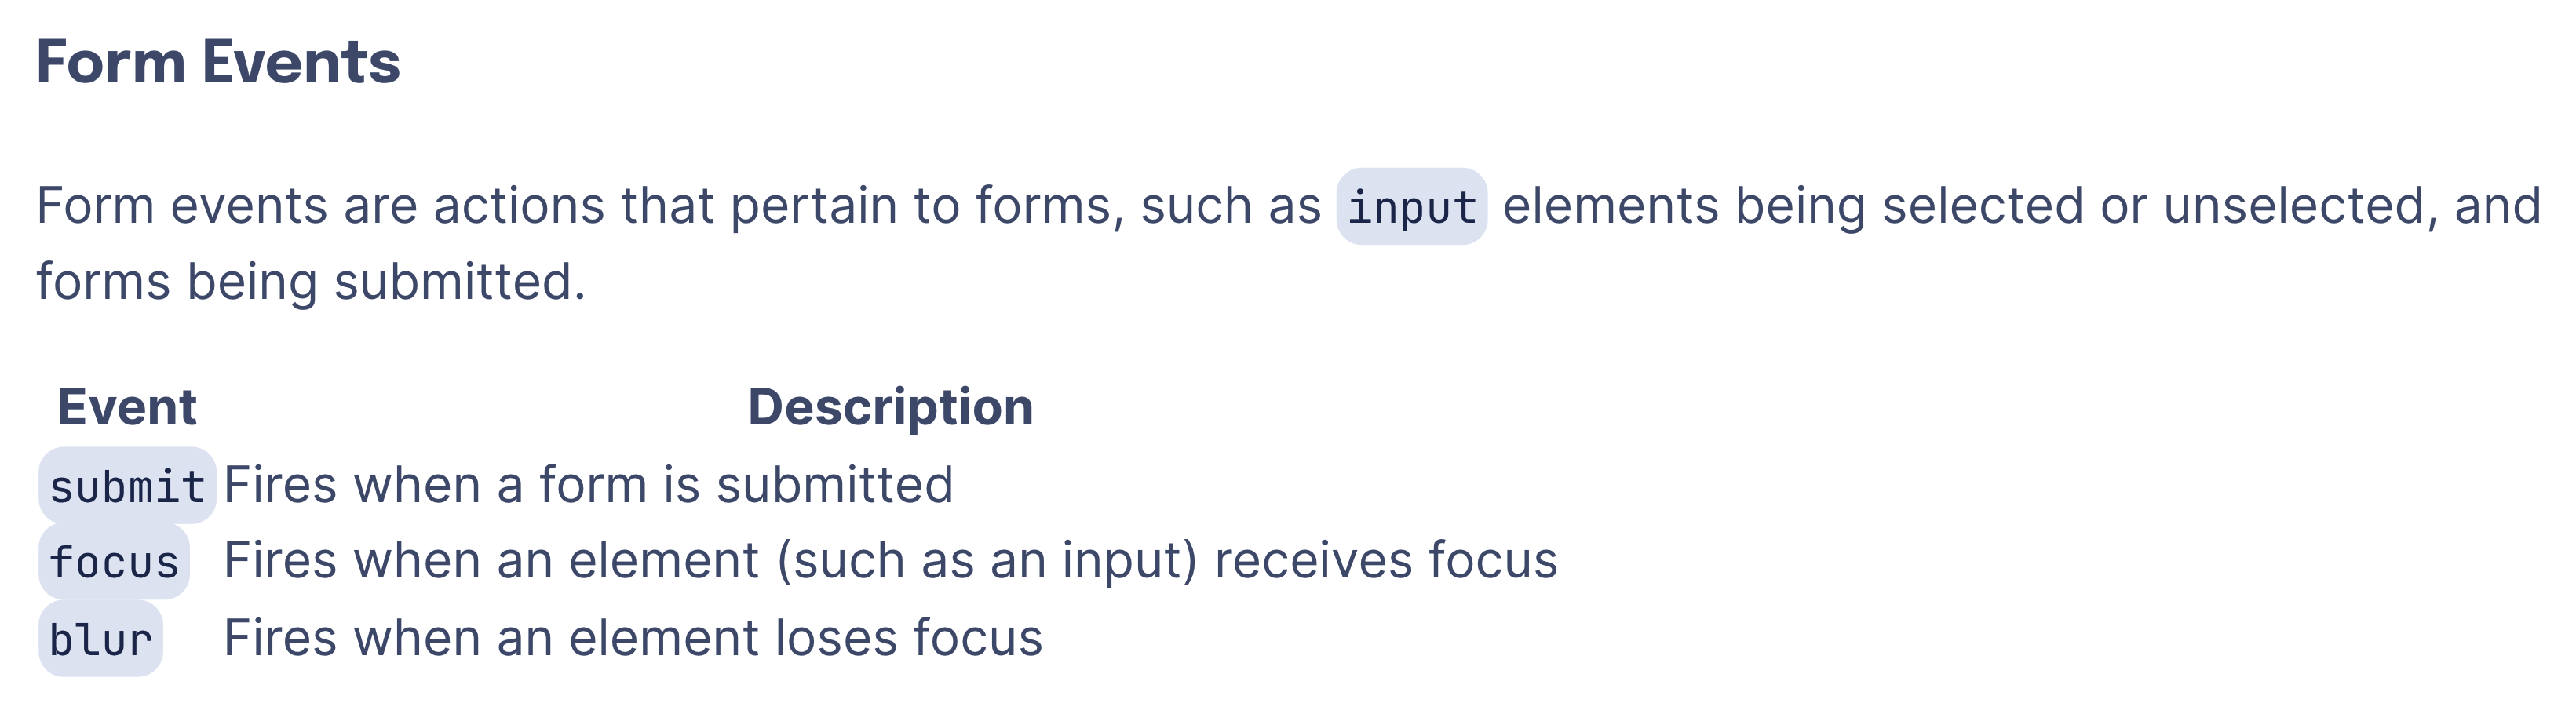 Form Events
Form events are actions that pertain to forms, such as input elements being selected or unselected, and
forms being submitted.
Event Description
submit Fires when a form is submitted
focus Fires when an element (such as an input) receives focus
blur Fires when an element loses focus